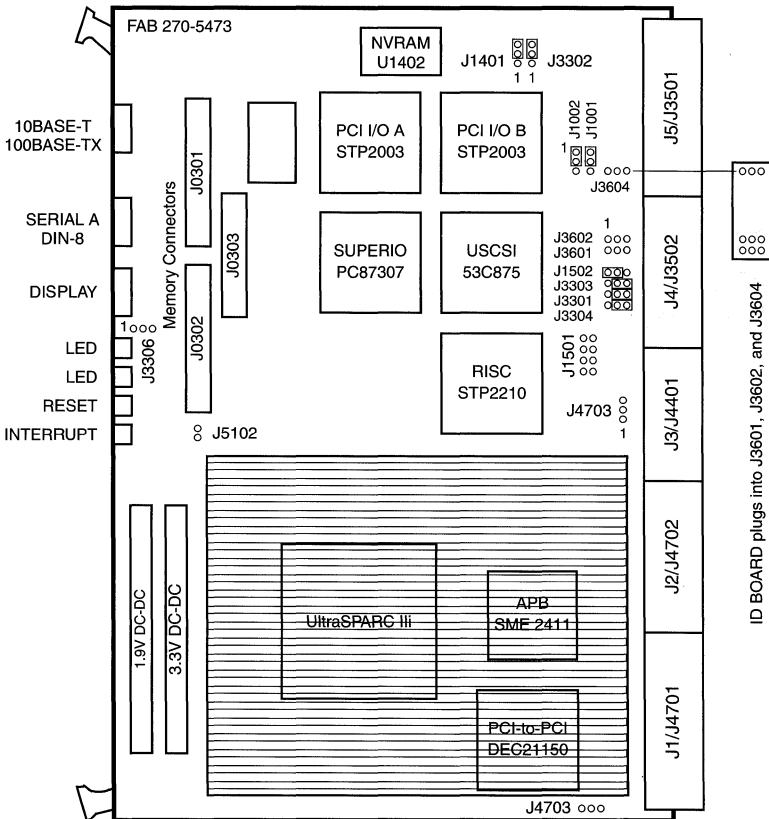 FAB 270-5473
NVRAM
U1402
J1401
J3302
1 1
J5/J3501
10BASE-T
100BASE-TX
J0301
PCI I/O A
STP2003
PCI I/O B
STP2003
J1002
J1001
1
J3604
Memory Connectors
SERIAL A
DIN-8
J0303
SUPERIO
PC87307
USCSI
53C875
1
J3602
J3601
J1502
J3303
J3301
J3304
J4/J3502
DISPLAY
1
J3306
J0302
LED
LED
RESET
INTERRUPT
J5102
RISC
STP2210
J1501
J4703
1
J3/J4401
ID BOARD plugs into J3601, J3602, and J3604
1.9V DC-DC
3.3V DC-DC
UltraSPARC IIi
APB
SME 2411
PCI-to-PCI
DEC21150
J2/J4702
J1/J4701
J4703